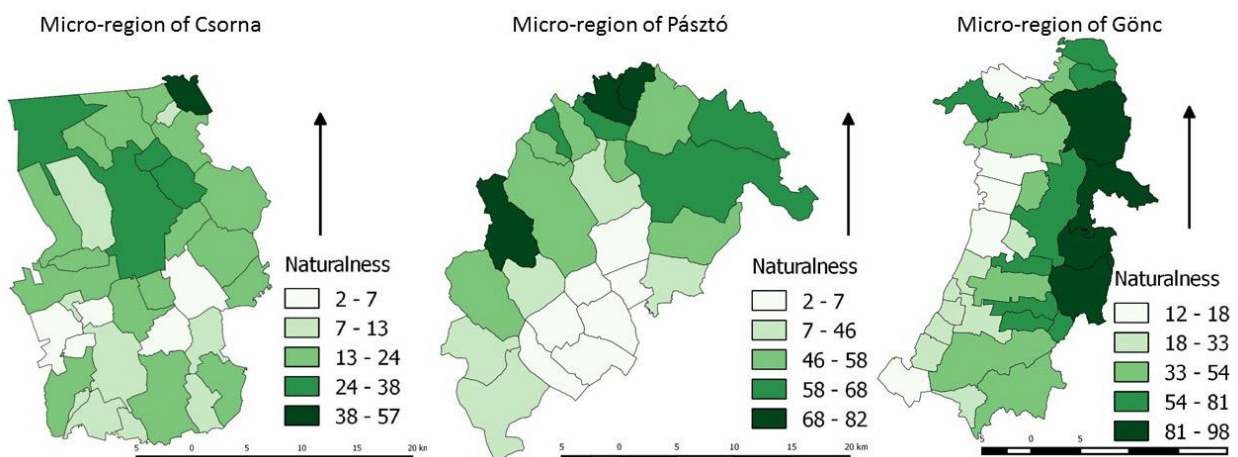 Micro-region of Csorna
Micro-region of Pásztó
Micro-region of Gönc
Naturalness
2 - 7
7 - 13
13 - 24
24 - 38
38 - 57
5 0 5 10 15 20 km
Naturalness
2 - 7
7 - 46
46 - 58
58 - 68
68 - 82
5 0 5 10 15 20 km
Naturalness
12 - 18
18 - 33
33 - 54
54 - 81
81 - 98
5 0 5